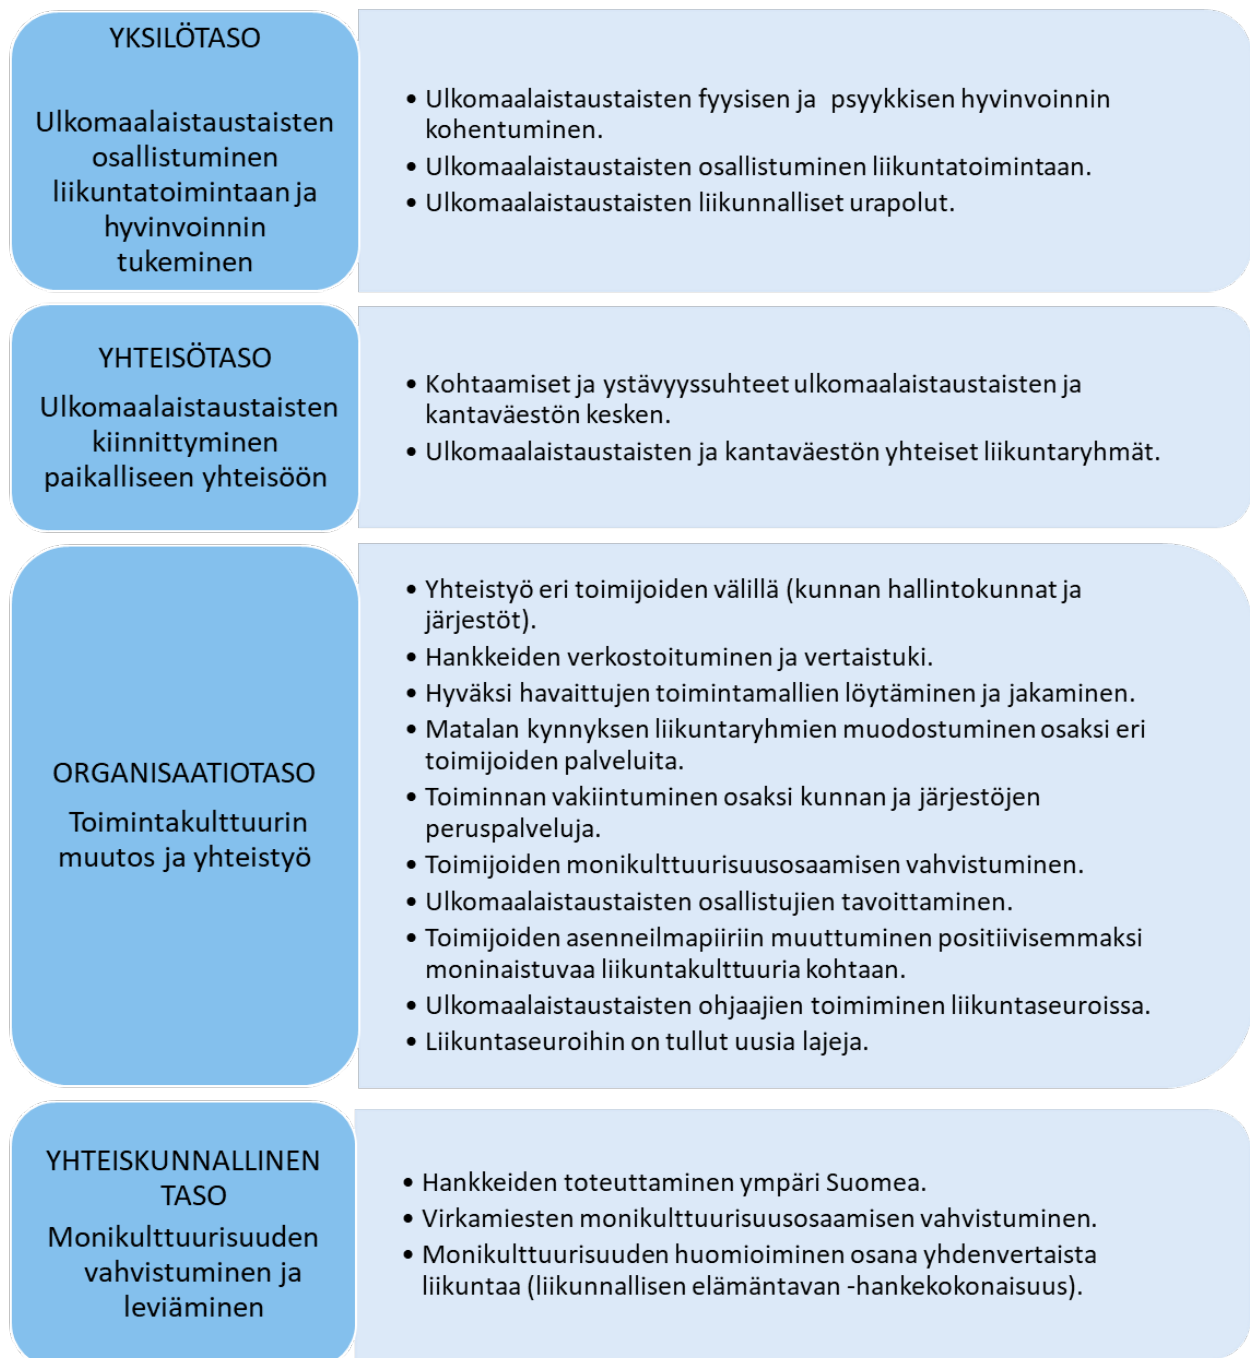 YKSILÖTASO
Ulkomaalaistaustaisten
osallistuminen
liikuntatoimintaan ja
hyvinvoinnin
tukeminen
• Ulkomaalaistaustaisten fyysisen ja psyykkisen hyvinvoinnin
kohentuminen.
• Ulkomaalaistaustaisten osallistuminen liikuntatoimintaan.
• Ulkomaalaistaustaisten liikunnalliset urapolut.
YHTEISÖTASO
Ulkomaalaistaustaisten
kiinnittyminen
paikalliseen yhteisöön
• Kohtaamiset ja ystävyyssuhteet ulkomaalaistaustaisten ja
kantaväestön kesken.
• Ulkomaalaistaustaisten ja kantaväestön yhteiset liikuntaryhmät.
ORGANISAATIOTASO
Toimintakulttuurin
muutos ja yhteistyö
• Yhteistyö eri toimijoiden välillä (kunnan hallintokunnat ja
järjestöt).
• Hankkeiden verkostoituminen ja vertaistuki.
• Hyväksi havaittujen toimintamallien löytäminen ja jakaminen.
• Matalan kynnyksen liikuntaryhmien muodostuminen osaksi eri
toimijoiden palveluita.
• Toiminnan vakiintuminen osaksi kunnan ja järjestöjen
peruspalveluja.
• Toimijoiden monikulttuurisuusosaamisen vahvistuminen.
• Ulkomaalaistaustaisten osallistujien tavoittaminen.
• Toimijoiden asenneilmapiiriin muuttuminen positiivisemmaksi
moninaistuvaa liikuntakulttuuria kohtaan.
• Ulkomaalaistaustaisten ohjaajien toimiminen liikuntaseuroissa.
• Liikuntaseuroihin on tullut uusia lajeja.
YHTEISKUNNALLINEN
TASO
Monikulttuurisuuden
vahvistuminen ja
leviäminen
• Hankkeiden toteuttaminen ympäri Suomea.
• Virkamiesten monikulttuurisuusosaamisen vahvistuminen.
• Monikulttuurisuuden huomioiminen osana yhdenvertaista
liikuntaa (liikunnallisen elämäntavan -hankekokonaisuus).